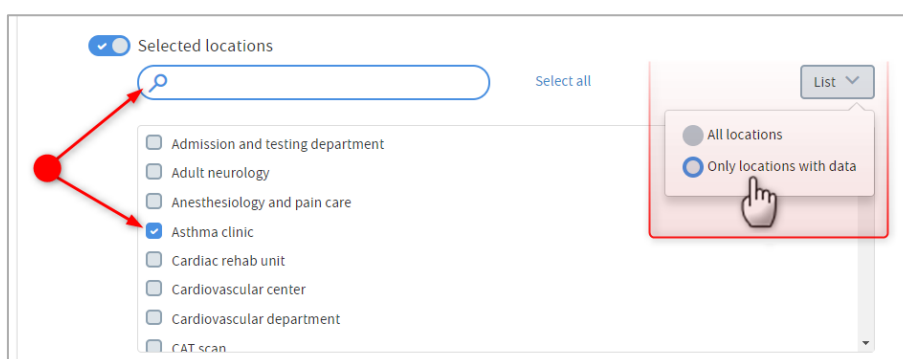 Selected locations
Select all
List
All locations
Only locations with data
Admission and testing department
Adult neurology
Anesthesiology and pain care
Asthma clinic
Cardiac rehab unit
Cardiovascular center
Cardiovascular department
CAT scan